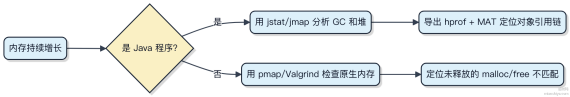 内存持续增长
是 Java 程序?
是
用 jstat/jmap 分析 GC 和堆
导出 hprof + MAT 定位对象引用链
否
用 pmap/Valgrind 检查原生内存
定位未释放的 malloc/free 不匹配